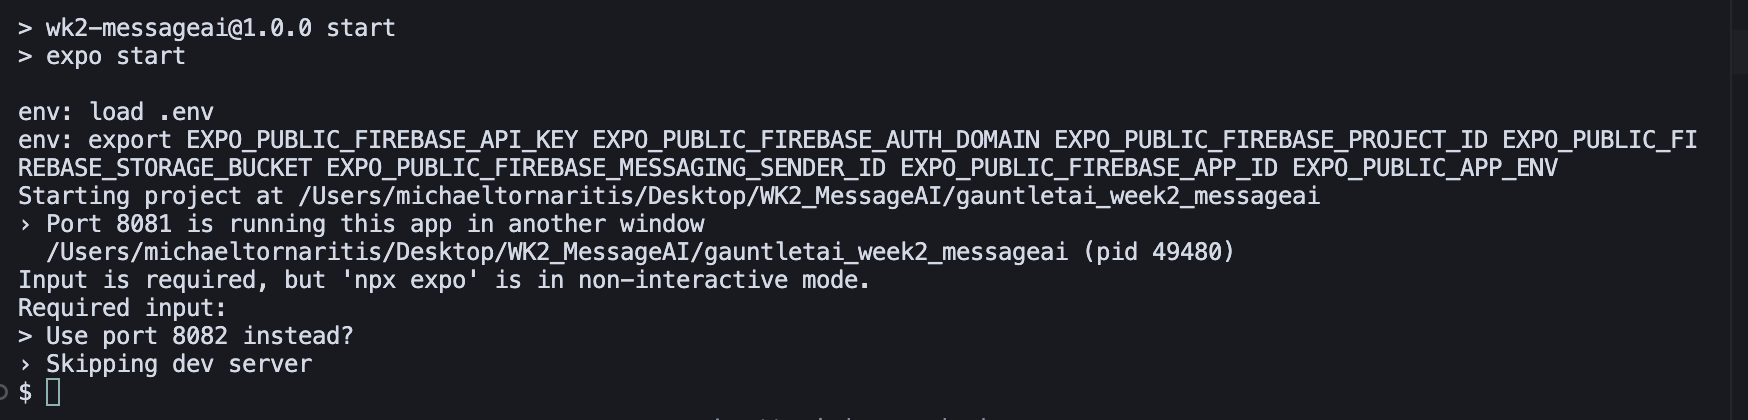 > wk2-messageai@1.0.0 start
> expo start
env: load .env
env: export EXPO_PUBLIC_FIREBASE_API_KEY EXPO_PUBLIC_FIREBASE_AUTH_DOMAIN EXPO_PUBLIC_FIREBASE_PROJECT_ID EXPO_PUBLIC_FI
REBASE_STORAGE_BUCKET EXPO_PUBLIC_FIREBASE_MESSAGING_SENDER_ID EXPO_PUBLIC_FIREBASE_APP_ID EXPO_PUBLIC_APP_ENV
Starting project at /Users/michaeltornaritis/Desktop/WK2_MessageAI/gauntletai_week2_messageai
› Port 8081 is running this app in another window
/Users/michaeltornaritis/Desktop/WK2_MessageAI/gauntletai_week2_messageai (pid 49480)
Input is required, but 'npx expo' is in non-interactive mode.
Required input:
> Use port 8082 instead?
› Skipping dev server
$